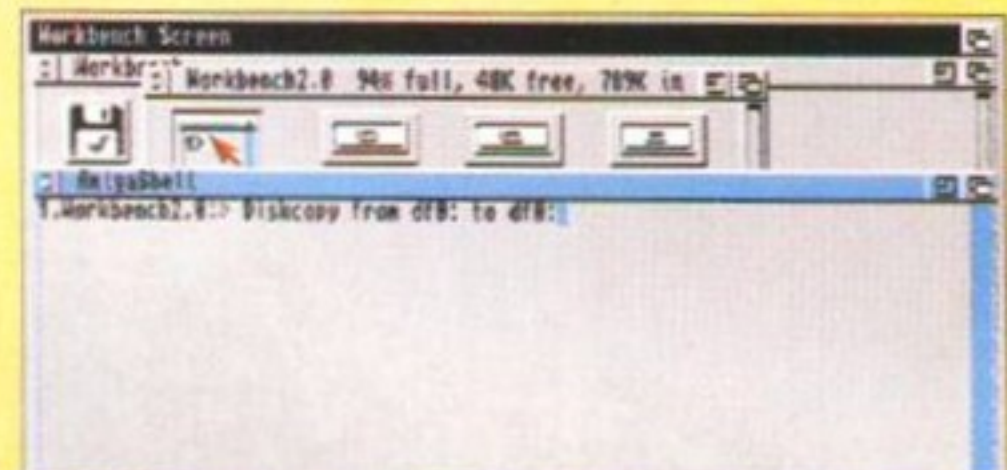 Workbench Screen
Workbench
Workbench2.0 94% full, 48K free, 789K in
AmigaShell
1.Workbench2.0:> Diskcopy from df0: to df0: